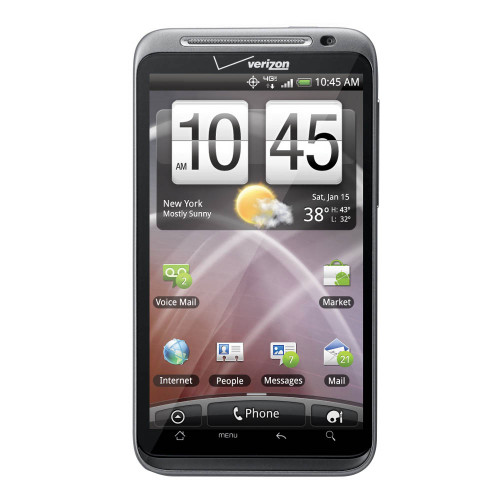 verizon
4G 10:45 AM
10 45
AM
New York
Mostly Sunny
Sat, Jan 15
38° H: 43°
L: 32°
2
Voice Mail Market
7 21
Internet People Messages Mail
Phone
MENU